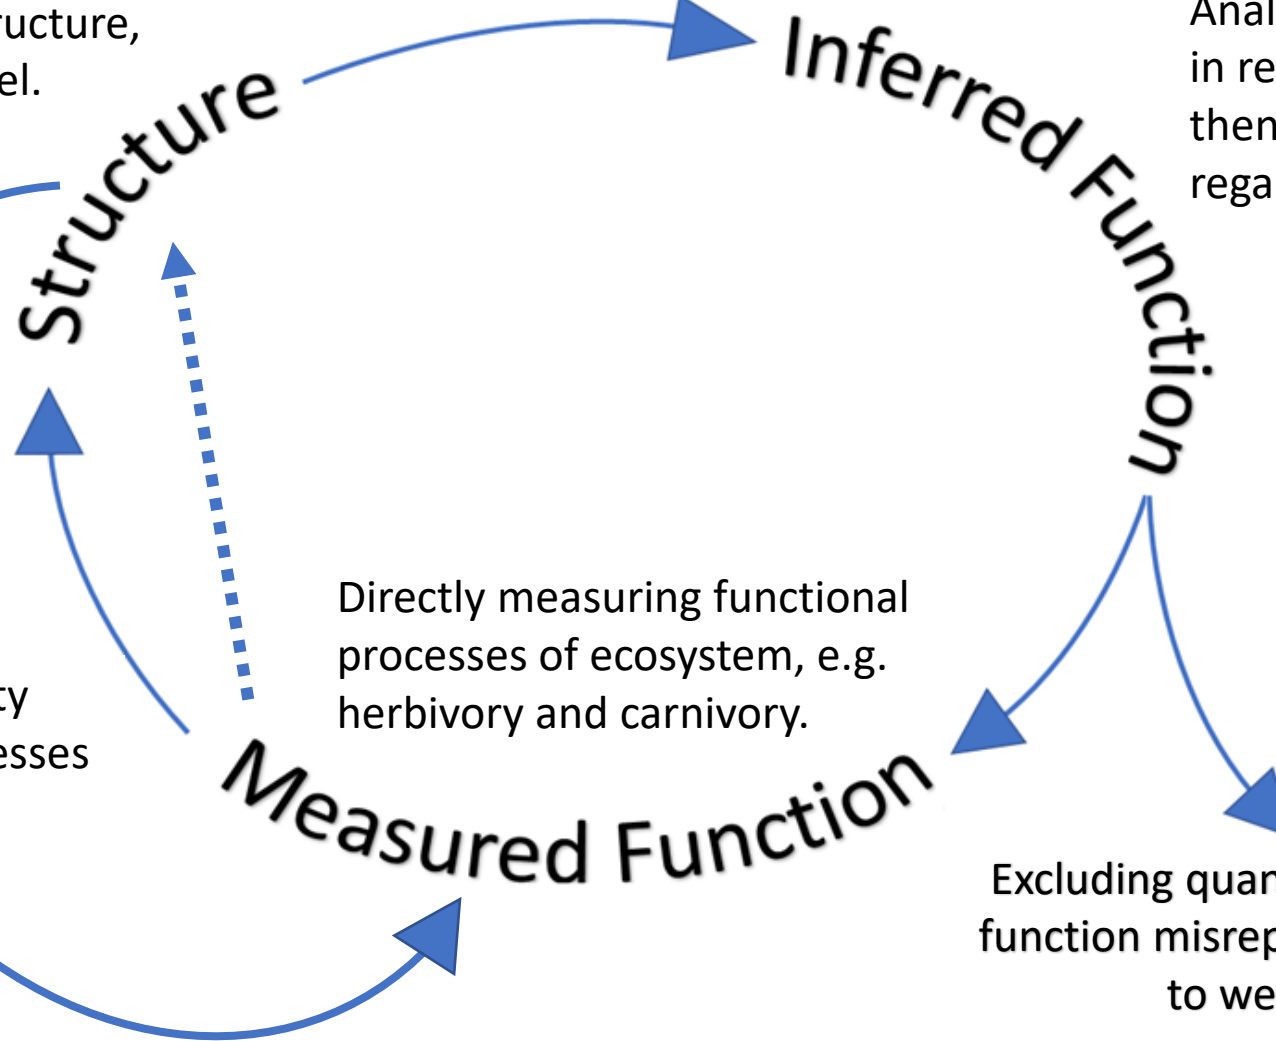 ructure,
el.
Structure
Inferred Function
Anal
in re
then
rega
Directly measuring functional
processes of ecosystem, e.g.
herbivory and carnivory.
ty
esses
Measured Function
Excluding quan
function misrep
to we